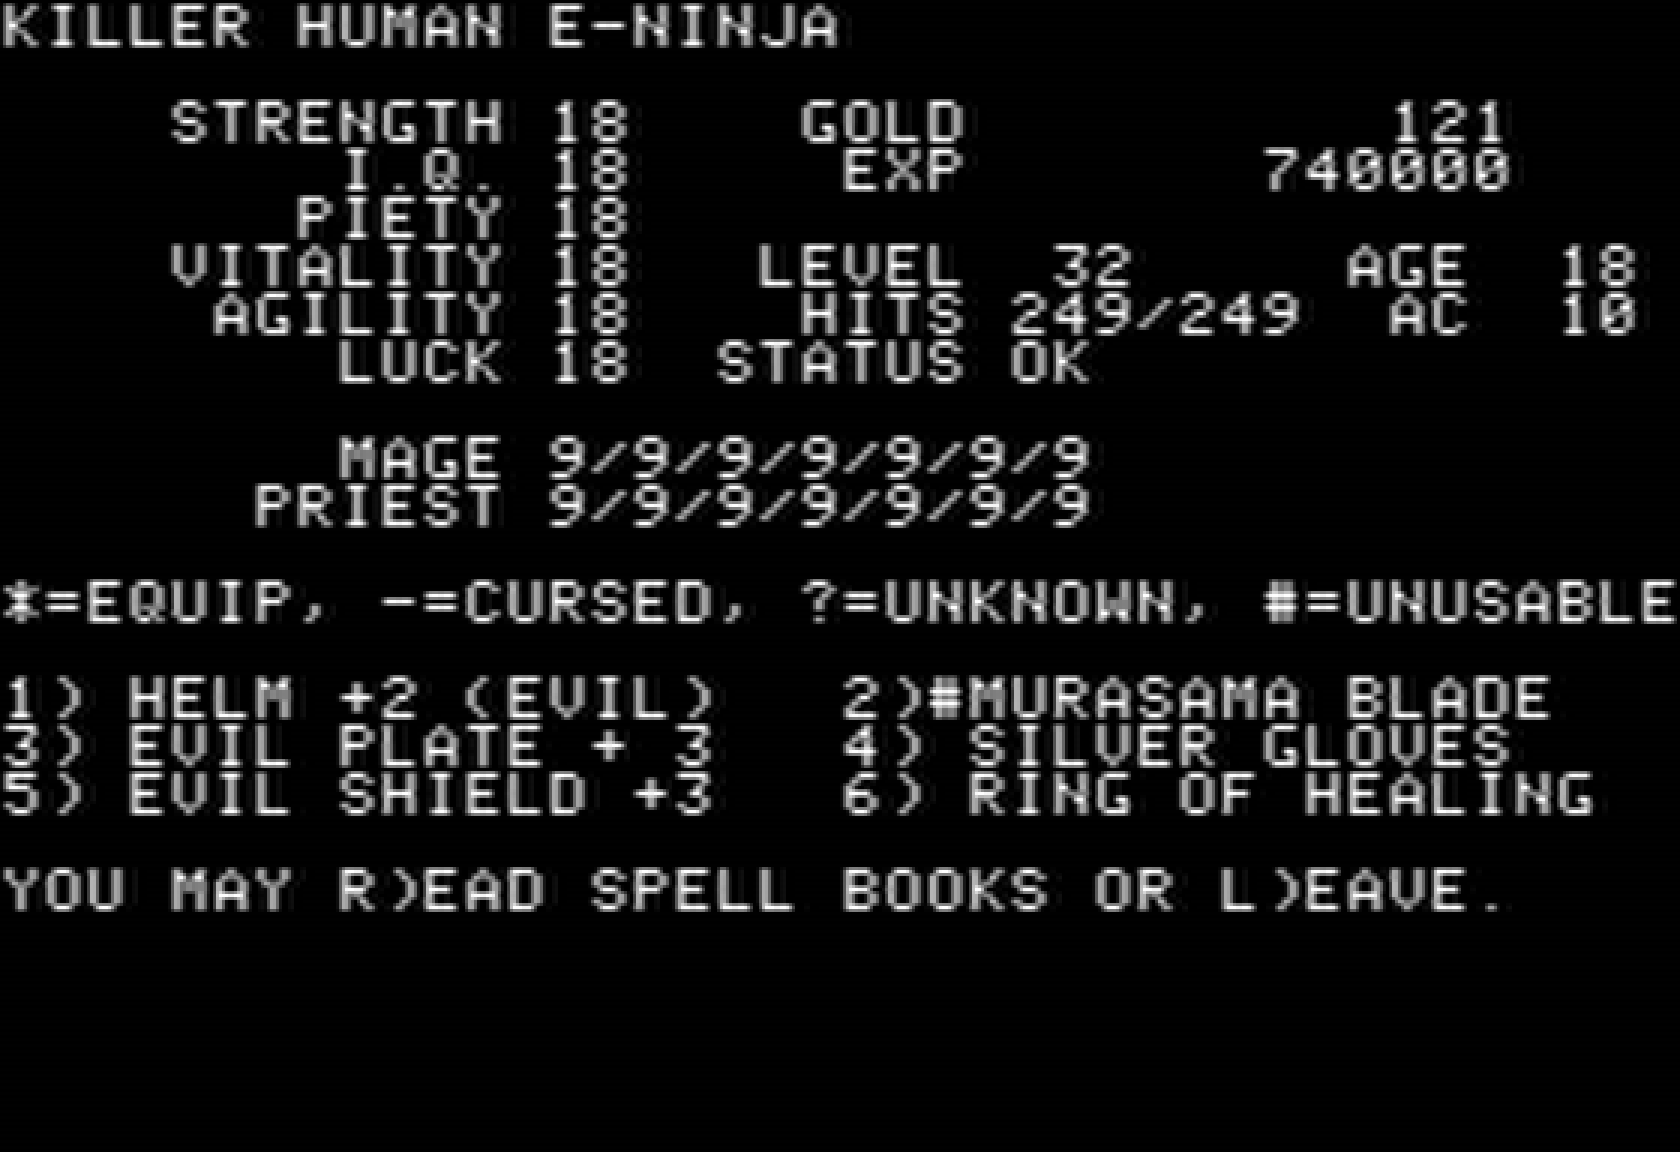 KILLER HUMAN E-NINJA
STRENGTH 18 GOLD 121
I.Q. 18 EXP 740000
PIETY 18
VITALITY 18 LEVEL 32 AGE 18
AGILITY 18 HITS 249/249 AC 10
LUCK 18 STATUS OK
MAGE 9/9/9/9/9/9/9
PRIEST 9/9/9/9/9/9/9
*=EQUIP, -=CURSED, ?=UNKNOWN, #=UNUSABLE
1) HELM +2 (EVIL) 2)#MURASAMA BLADE
3) EVIL PLATE + 3 4) SILVER GLOVES
5) EVIL SHIELD +3 6) RING OF HEALING
YOU MAY R)EAD SPELL BOOKS OR L)EAVE.